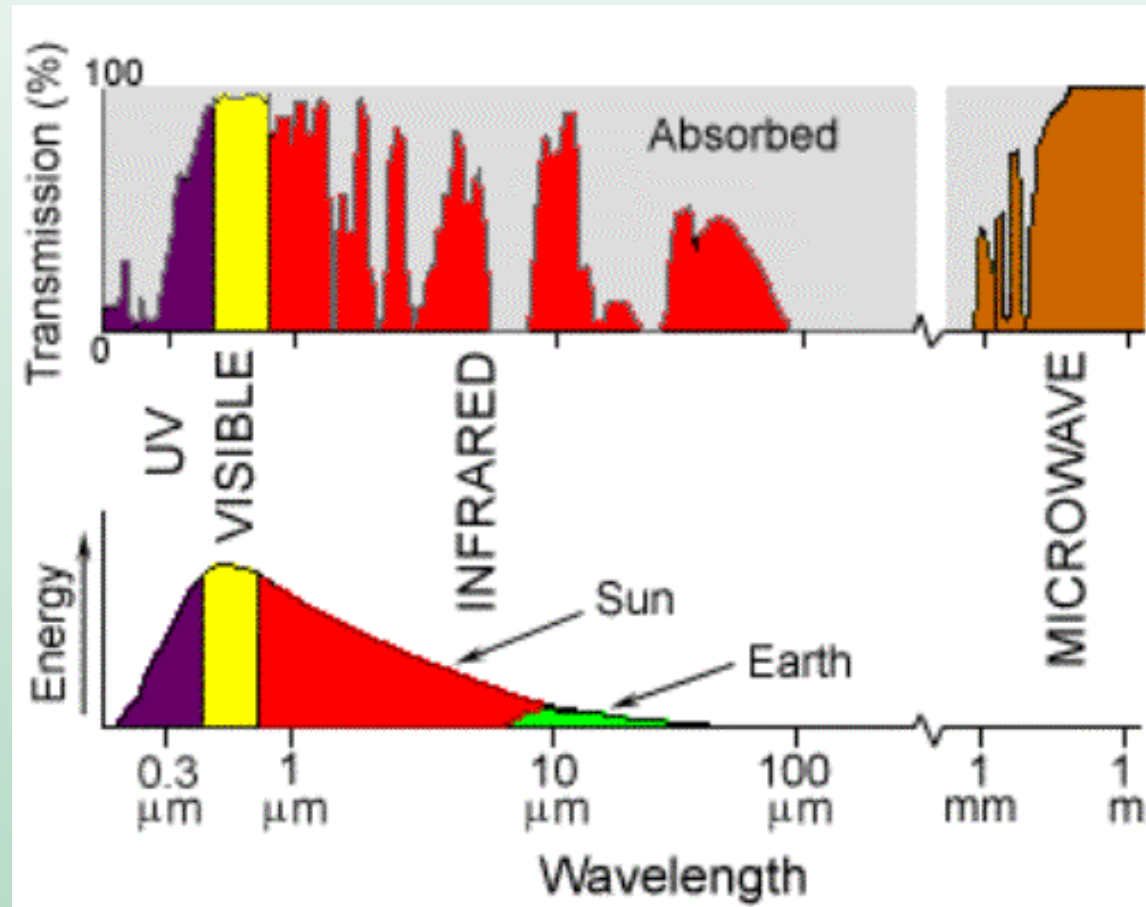 100
Transmission (%)
Absorbed
0
UV
VISIBLE
INFRARED
MICROWAVE
Energy
Sun
Earth
0.3 μm
1 μm
10 μm
100 μm
1 mm
1 m
Wavelength